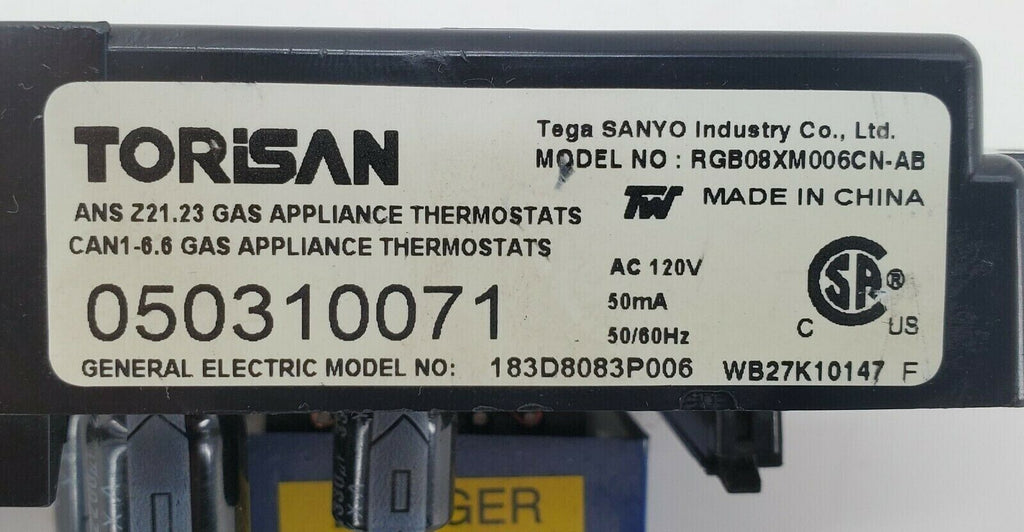 TORiSAN
Tega SANYO Industry Co., Ltd.
MODEL NO : RGB08XM006CN-AB
TW MADE IN CHINA
ANS Z21.23 GAS APPLIANCE THERMOSTATS
CAN1-6.6 GAS APPLIANCE THERMOSTATS
AC 120V
50mA
50/60Hz
050310071
CSA®
C US
GENERAL ELECTRIC MODEL NO: 183D8083P006 WB27K10147 F